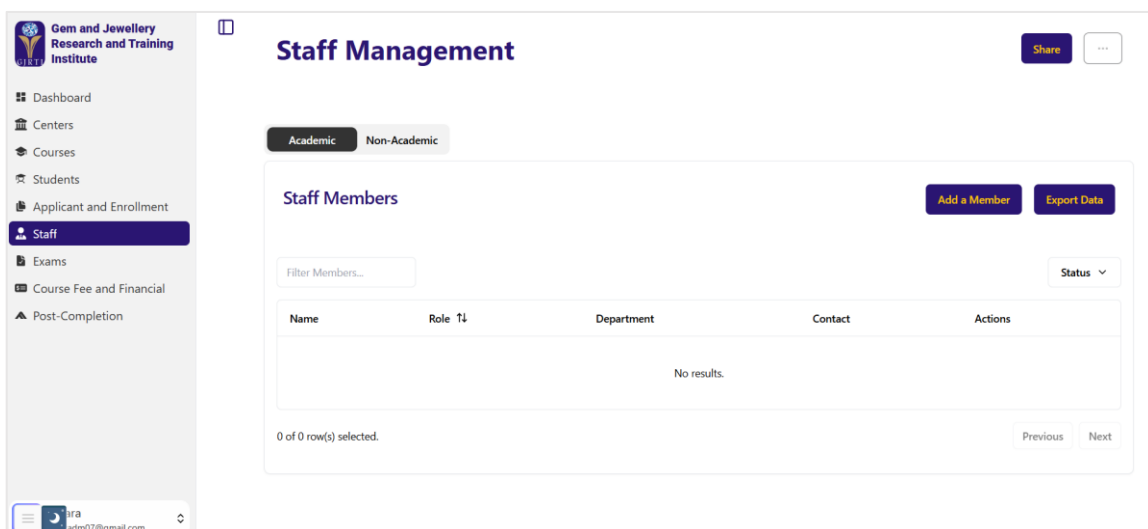 Gem and Jewellery
Research and Training
Institute
GIRTI
Dashboard
Centers
Courses
Students
Applicant and Enrollment
Staff
Exams
Course Fee and Financial
Post-Completion
Staff Management
Share
...
Academic
Non-Academic
Staff Members
Add a Member
Export Data
Filter Members...
Status
Name Role Department Contact Actions
No results.
0 of 0 row(s) selected.
Previous
Next